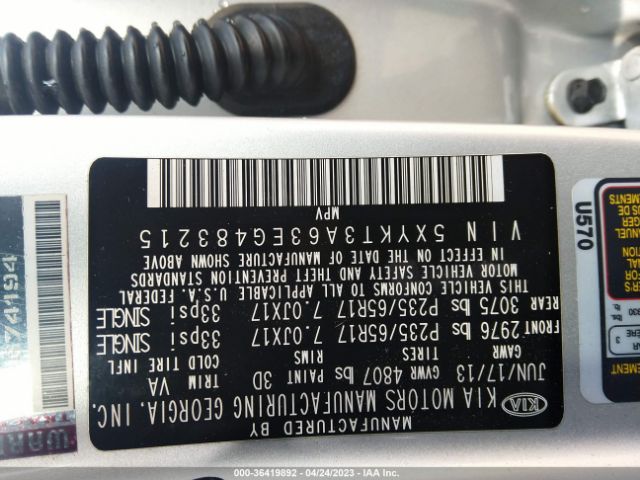 MANUFACTURED BY
KIA KIA MOTORS MANUFACTURING GEORGIA, INC.
JUN/17/13 GVWR 4807 lbs PAINT 3D TRIM VA
GAWR TIRES RIMS COLD TIRE INFL
FRONT 2976 lbs P235/65R17 7.0JX17 33psi SINGLE
REAR 3075 lbs P235/65R17 7.0JX17 33psi SINGLE
THIS VEHICLE CONFORMS TO ALL APPLICABLE U.S.A. FEDERAL
MOTOR VEHICLE SAFETY AND THEFT PREVENTION STANDARDS
IN EFFECT ON THE DATE OF MANUFACTURE SHOWN ABOVE
VIN 5XYKT3A63EG483215
MPV
U570
000-36419892 - 04/24/2023 - IAA Inc.